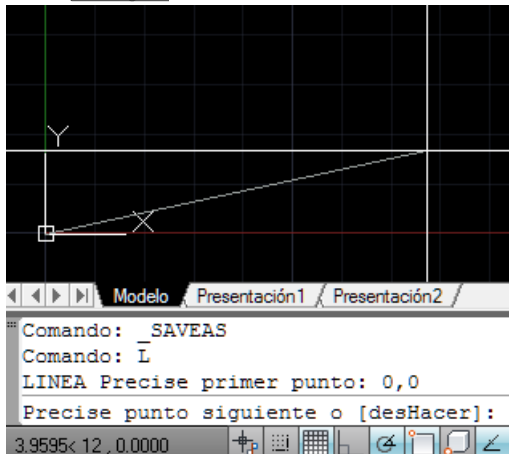 Y
X
Modelo Presentación1 Presentación2
Comando: _SAVEAS
Comando: L
LINEA Precise primer punto: 0,0
Precise punto siguiente o [desHacer]:
3.9595< 12 , 0.0000